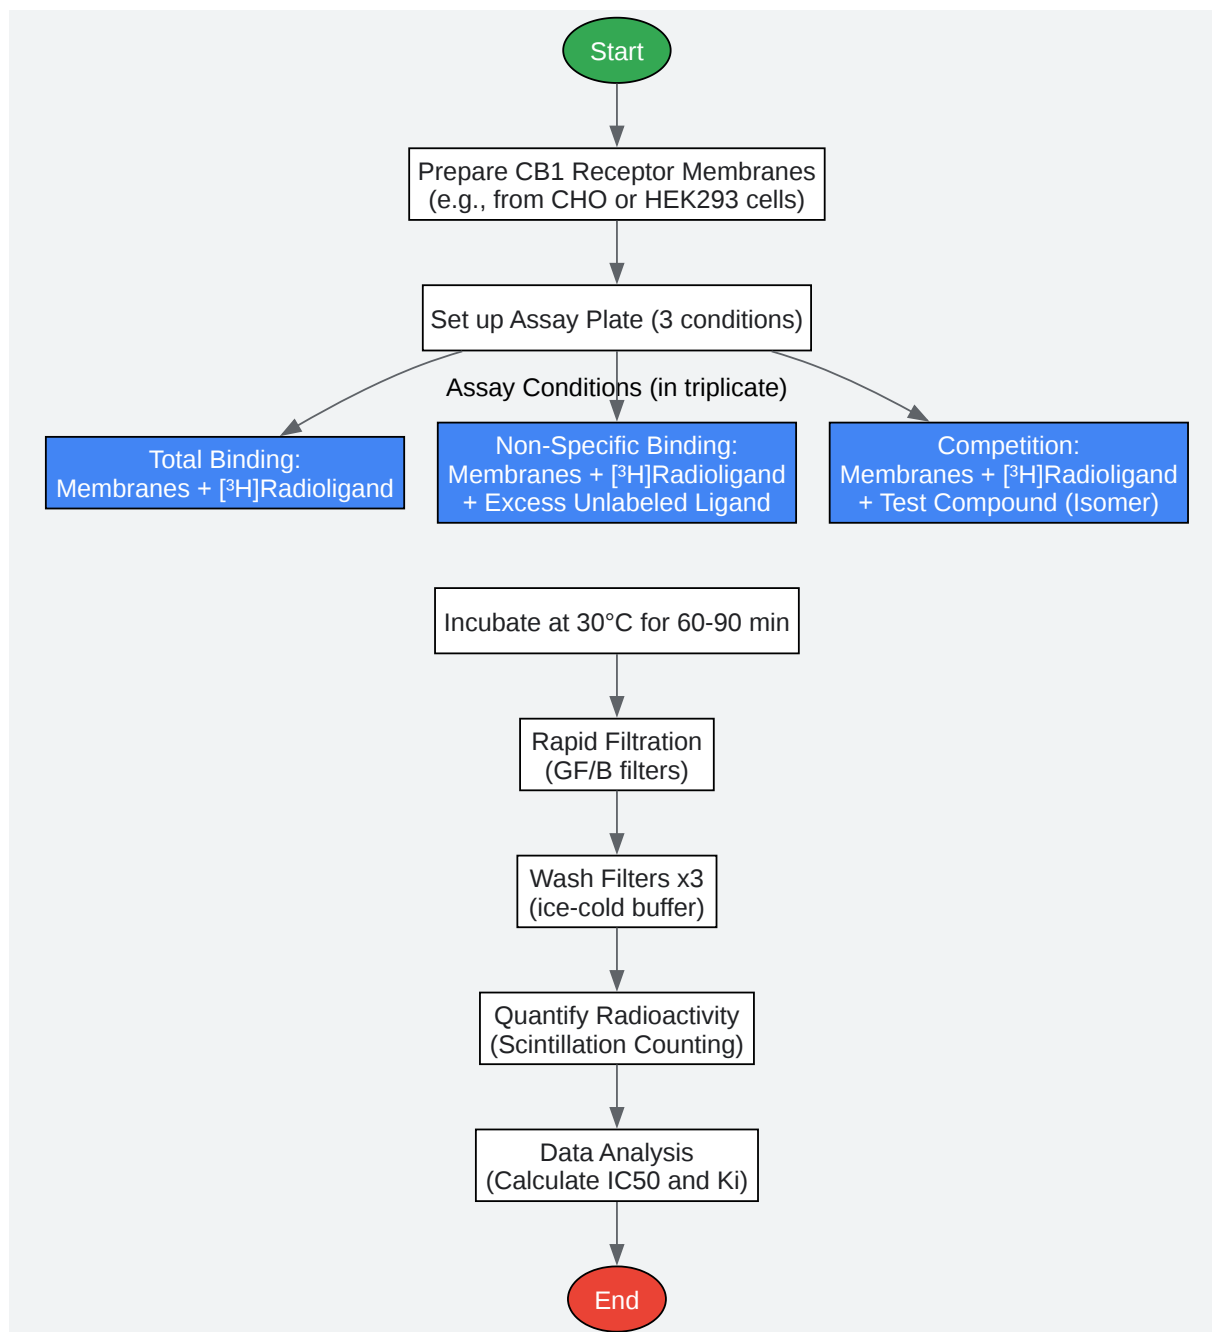 Start
Prepare CB1 Receptor Membranes
(e.g., from CHO or HEK293 cells)
Set up Assay Plate (3 conditions)
Assay Conditions (in triplicate)
Total Binding:
Membranes + [³H]Radioligand
Non-Specific Binding:
Membranes + [³H]Radioligand
+ Excess Unlabeled Ligand
Competition:
Membranes + [³H]Radioligand
+ Test Compound (Isomer)
Incubate at 30°C for 60-90 min
Rapid Filtration
(GF/B filters)
Wash Filters x3
(ice-cold buffer)
Quantify Radioactivity
(Scintillation Counting)
Data Analysis
(Calculate IC50 and Ki)
End